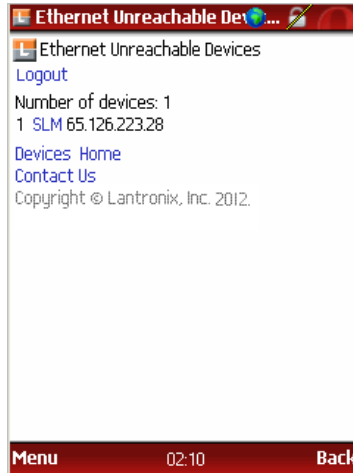 Ethernet Unreachable Dev...
Ethernet Unreachable Devices
Logout
Number of devices: 1
1 SLM 65.126.223.28
Devices Home
Contact Us
Copyright © Lantronix, Inc. 2012.
Menu 02:10 Back